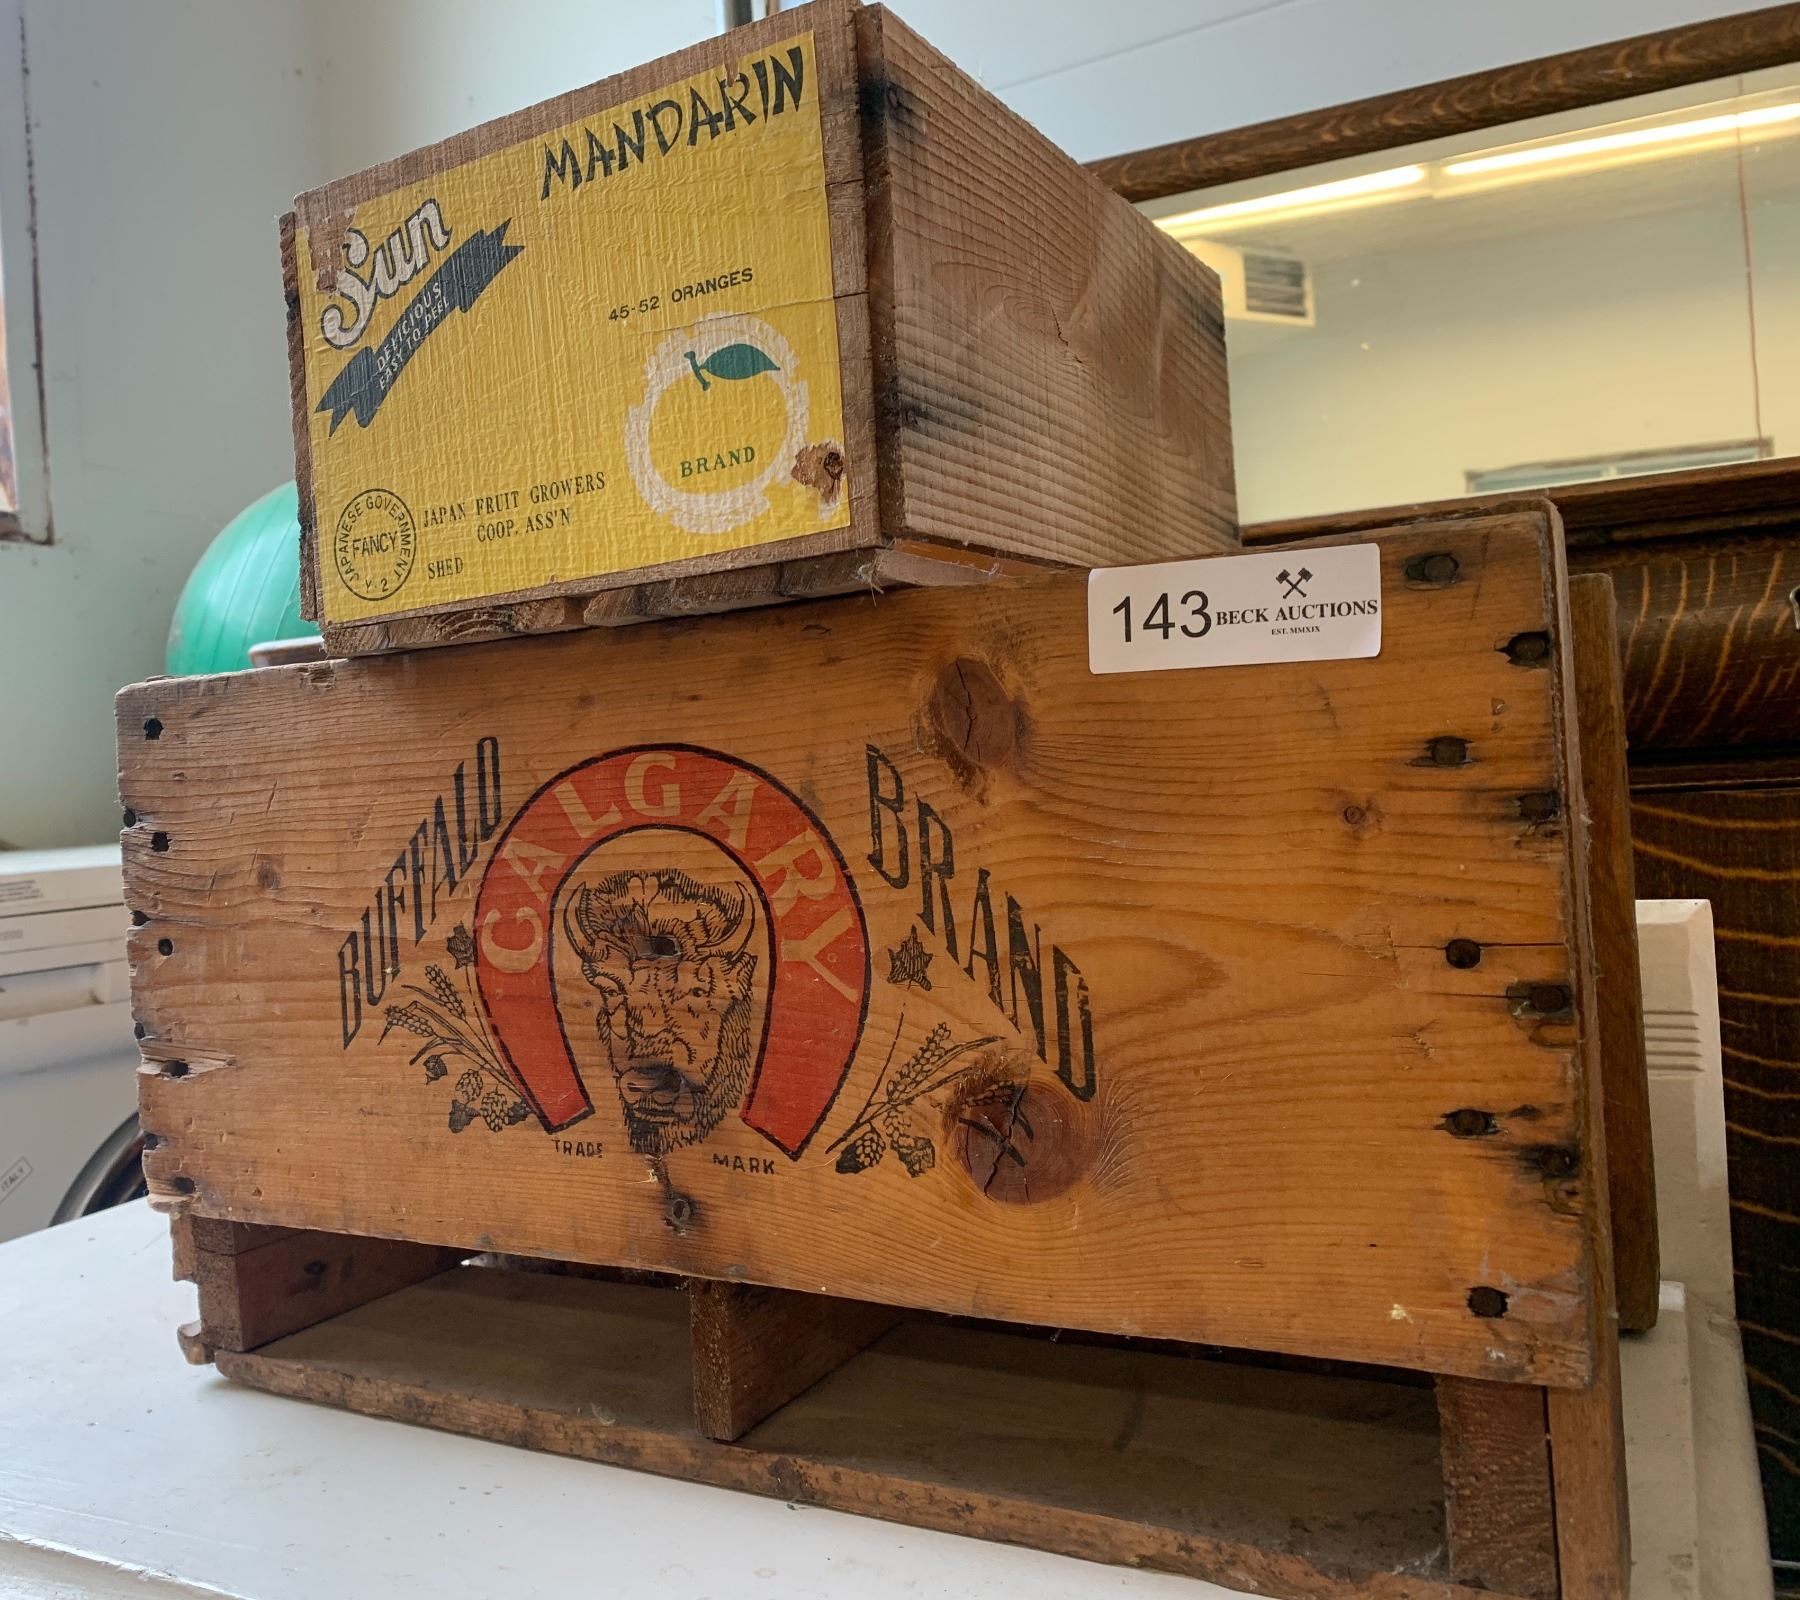 MANDARIN
Sun
DELICIOUS
EASY TO PEEL
45-52 ORANGES
BRAND
JAPANESE GOVERNMENT
FANCY
JAPAN FRUIT GROWERS
COOP. ASS'N
SHED
143
BECK AUCTIONS
EST. MMXIX
BUFFALO
CALGARY
BRAND
TRADE MARK
ITALY